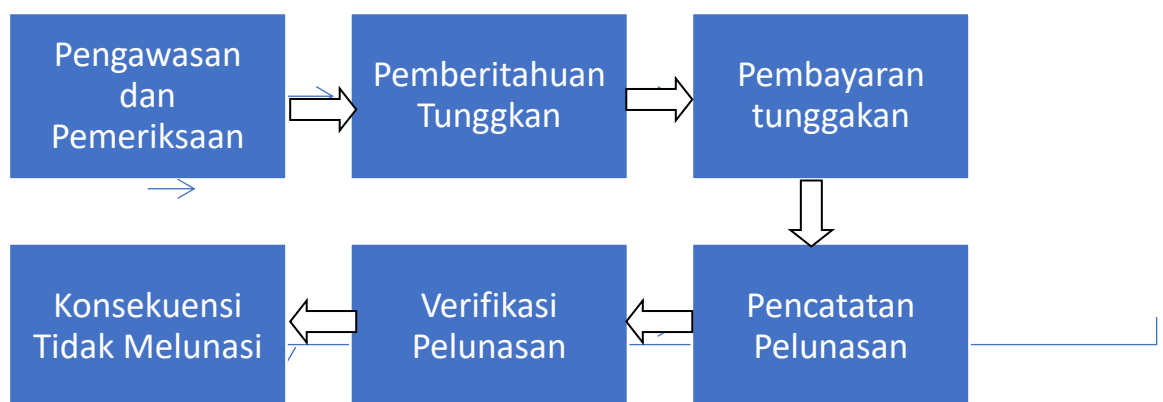 Pengawasan
dan
Pemeriksaan
Pemberitahuan
Tunggkan
Pembayaran
tunggakan
Konsekuensi
Tidak Melunasi
Verifikasi
Pelunasan
Pencatatan
Pelunasan